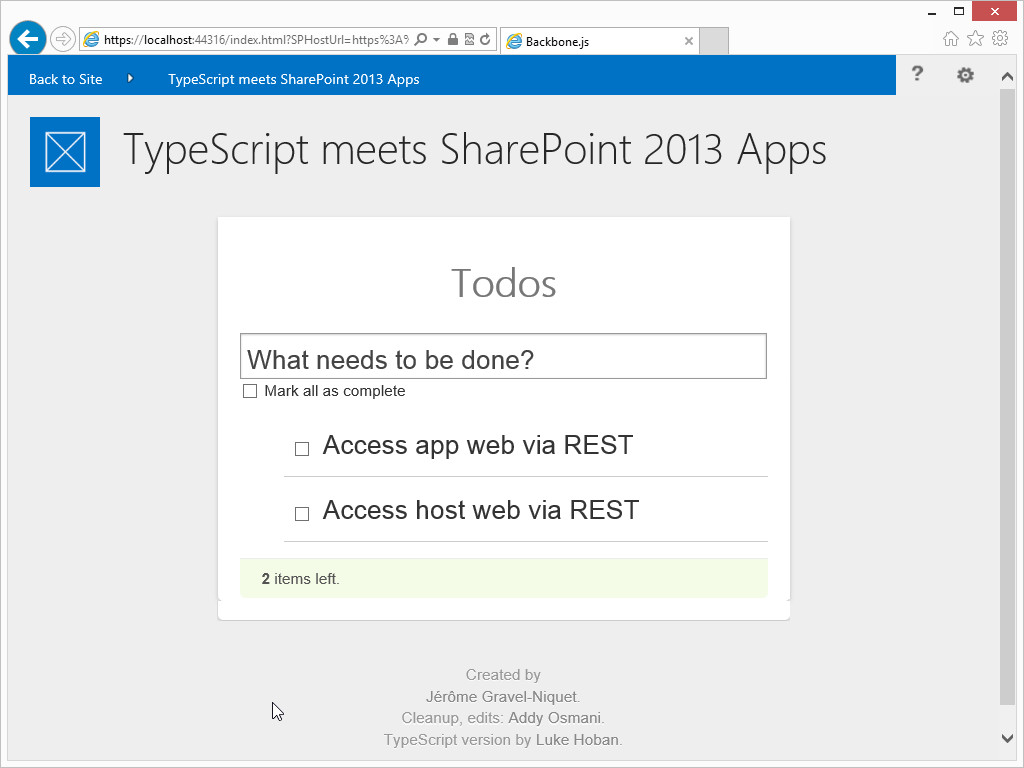 https://localhost:44316/index.html?SPHostUrl=https%3A%
Backbone.js
Back to Site
TypeScript meets SharePoint 2013 Apps
?
TypeScript meets SharePoint 2013 Apps
Todos
What needs to be done?
Mark all as complete
Access app web via REST
Access host web via REST
2 items left.
Created by
Jérôme Gravel-Niquet.
Cleanup, edits: Addy Osmani.
TypeScript version by Luke Hoban.